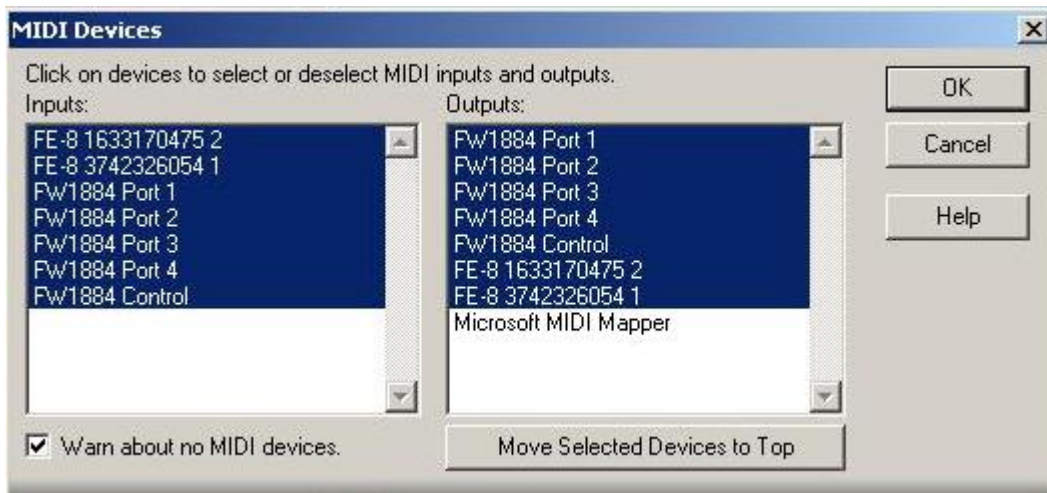 MIDI Devices
Click on devices to select or deselect MIDI inputs and outputs.
Inputs:
FE-8 1633170475 2
FE-8 3742326054 1
FW1884 Port 1
FW1884 Port 2
FW1884 Port 3
FW1884 Port 4
FW1884 Control
Warn about no MIDI devices.
Outputs:
FW1884 Port 1
FW1884 Port 2
FW1884 Port 3
FW1884 Port 4
FW1884 Control
FE-8 1633170475 2
FE-8 3742326054 1
Microsoft MIDI Mapper
Move Selected Devices to Top
OK
Cancel
Help